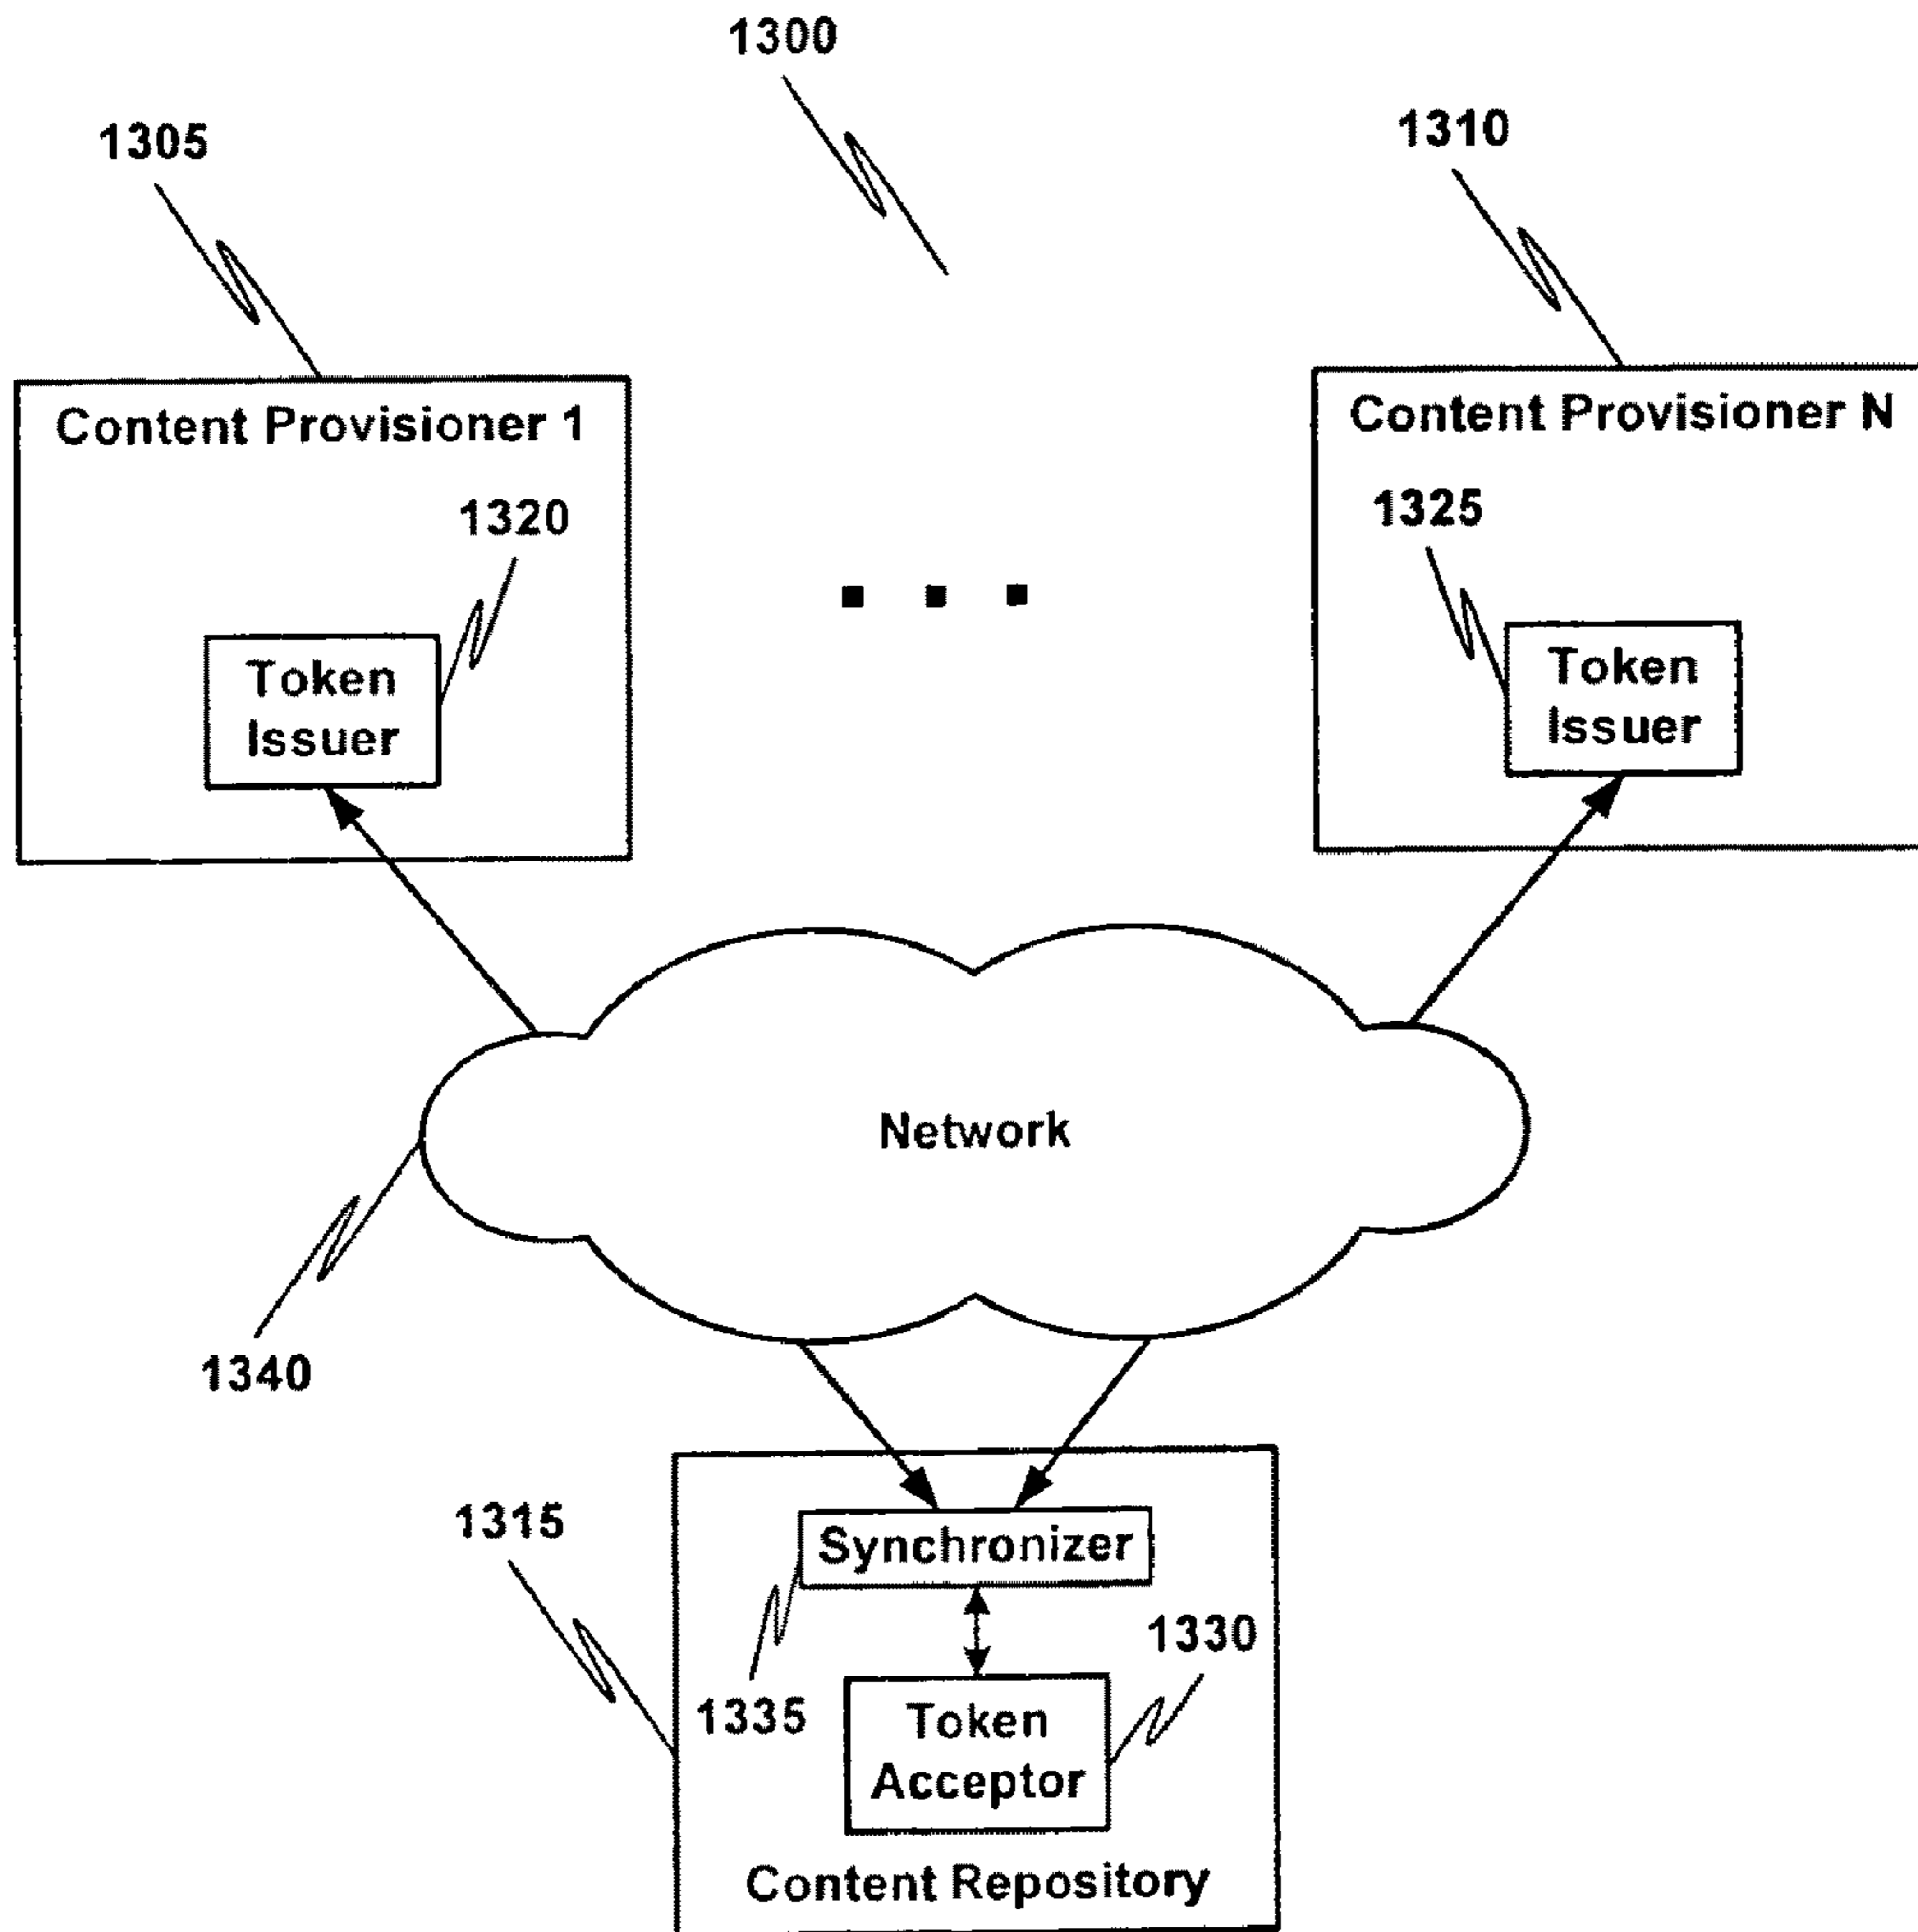 1300
1305
1310
Content Provisioner 1
Content Provisioner N
1320
1325
Token
Issuer
Token
Issuer
Network
1340
1315
Synchronizer
1330
1335
Token
Acceptor
Content Repository